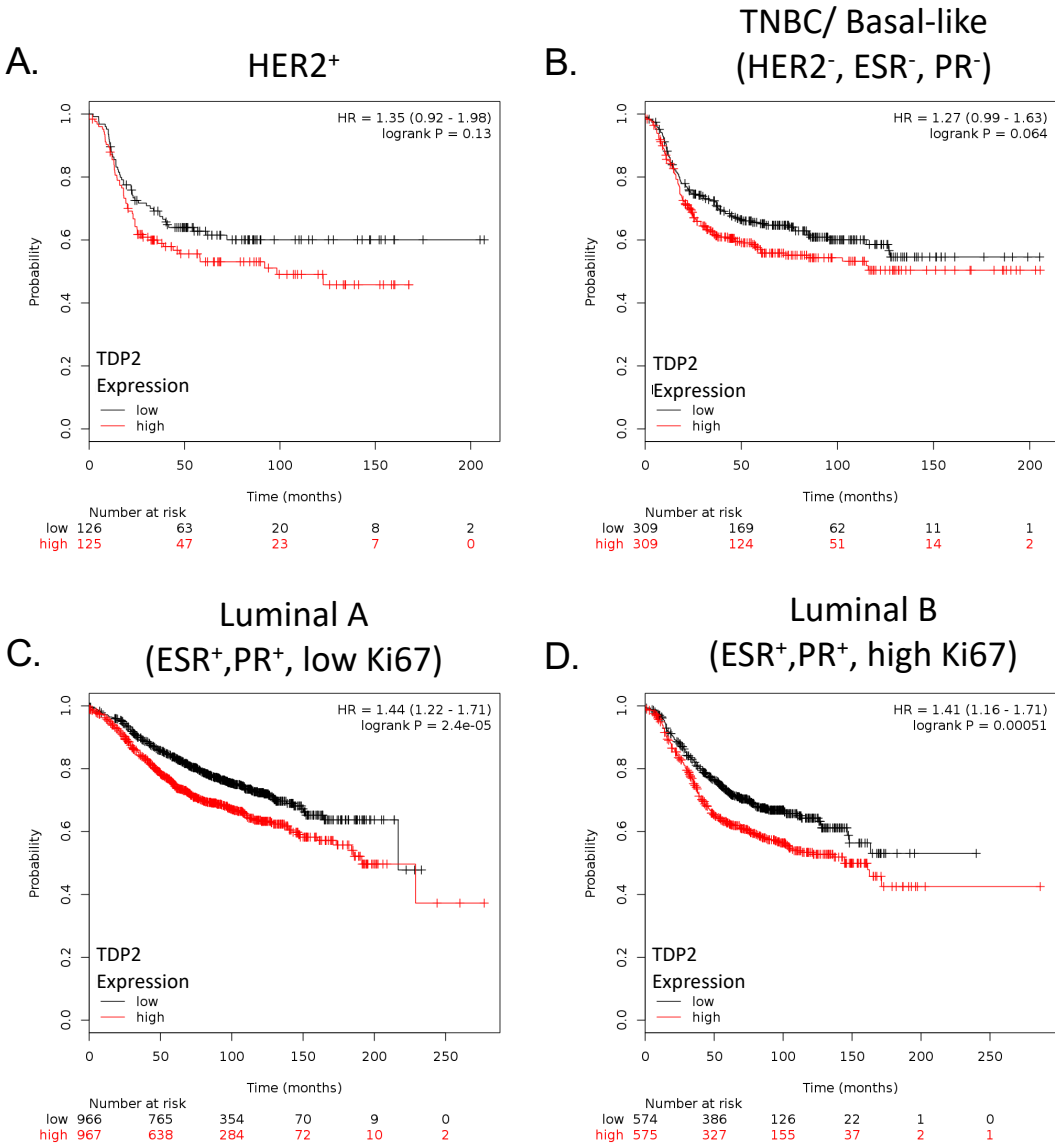 A.
HER2⁺
HR = 1.35 (0.92 - 1.98)
logrank P = 0.13
Probability
0.0 0.2 0.4 0.6 0.8 1.0
TDP2
Expression
low
high
0 50 100 150 200
Time (months)
Number at risk
low 126 63 20 8 2
high 125 47 23 7 0
B.
TNBC/ Basal-like
(HER2⁻, ESR⁻, PR⁻)
HR = 1.27 (0.99 - 1.63)
logrank P = 0.064
Probability
0.0 0.2 0.4 0.6 0.8 1.0
TDP2
Expression
low
high
0 50 100 150 200
Time (months)
Number at risk
low 309 169 62 11 1
high 309 124 51 14 2
C.
Luminal A
(ESR⁺,PR⁺, low Ki67)
HR = 1.44 (1.22 - 1.71)
logrank P = 2.4e-05
Probability
0.0 0.2 0.4 0.6 0.8 1.0
TDP2
Expression
low
high
0 50 100 150 200 250
Time (months)
Number at risk
low 966 765 354 70 9 0
high 967 638 284 72 10 2
D.
Luminal B
(ESR⁺,PR⁺, high Ki67)
HR = 1.41 (1.16 - 1.71)
logrank P = 0.00051
Probability
0.0 0.2 0.4 0.6 0.8 1.0
TDP2
Expression
low
high
0 50 100 150 200 250
Time (months)
Number at risk
low 574 386 126 22 1 0
high 575 327 155 37 2 1